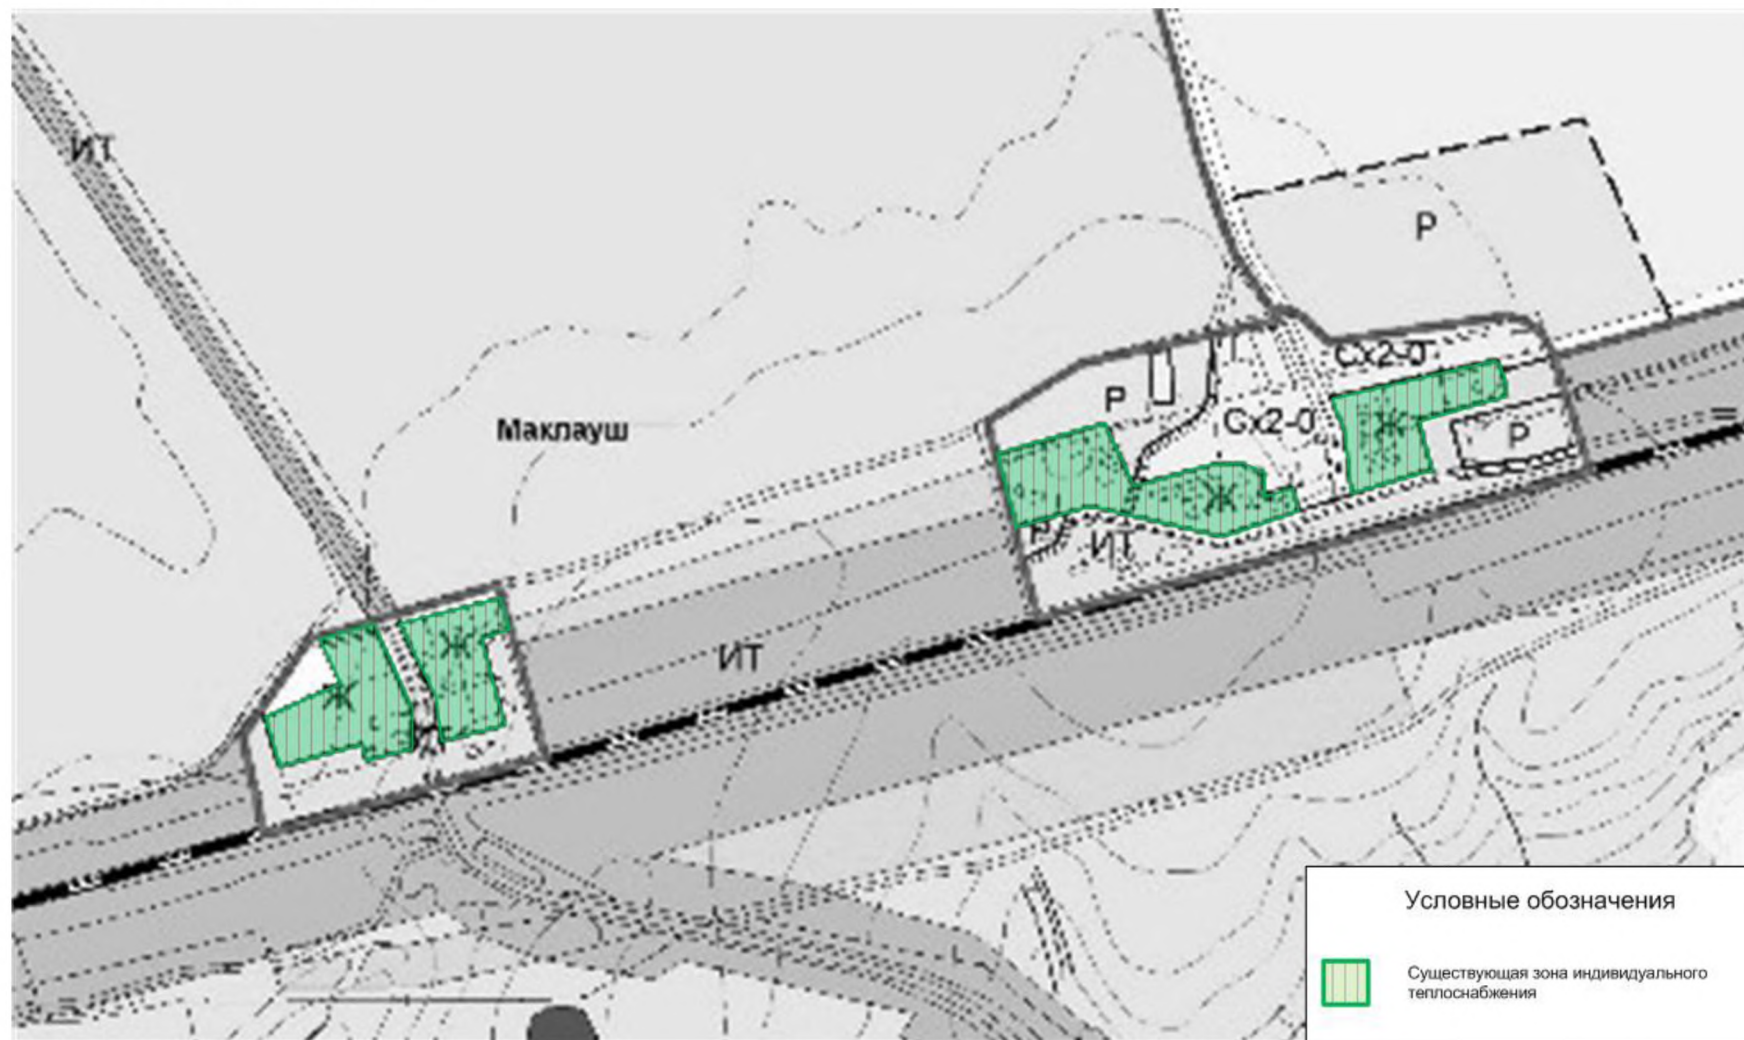 ИТ
Р
Сх2-0
Р
Ж
Маклауш
Сх2-0
Р
Ж
Р
ИТ
Ж
ИТ
Ж
Условные обозначения
Существующая зона индивидуального
теплоснабжения